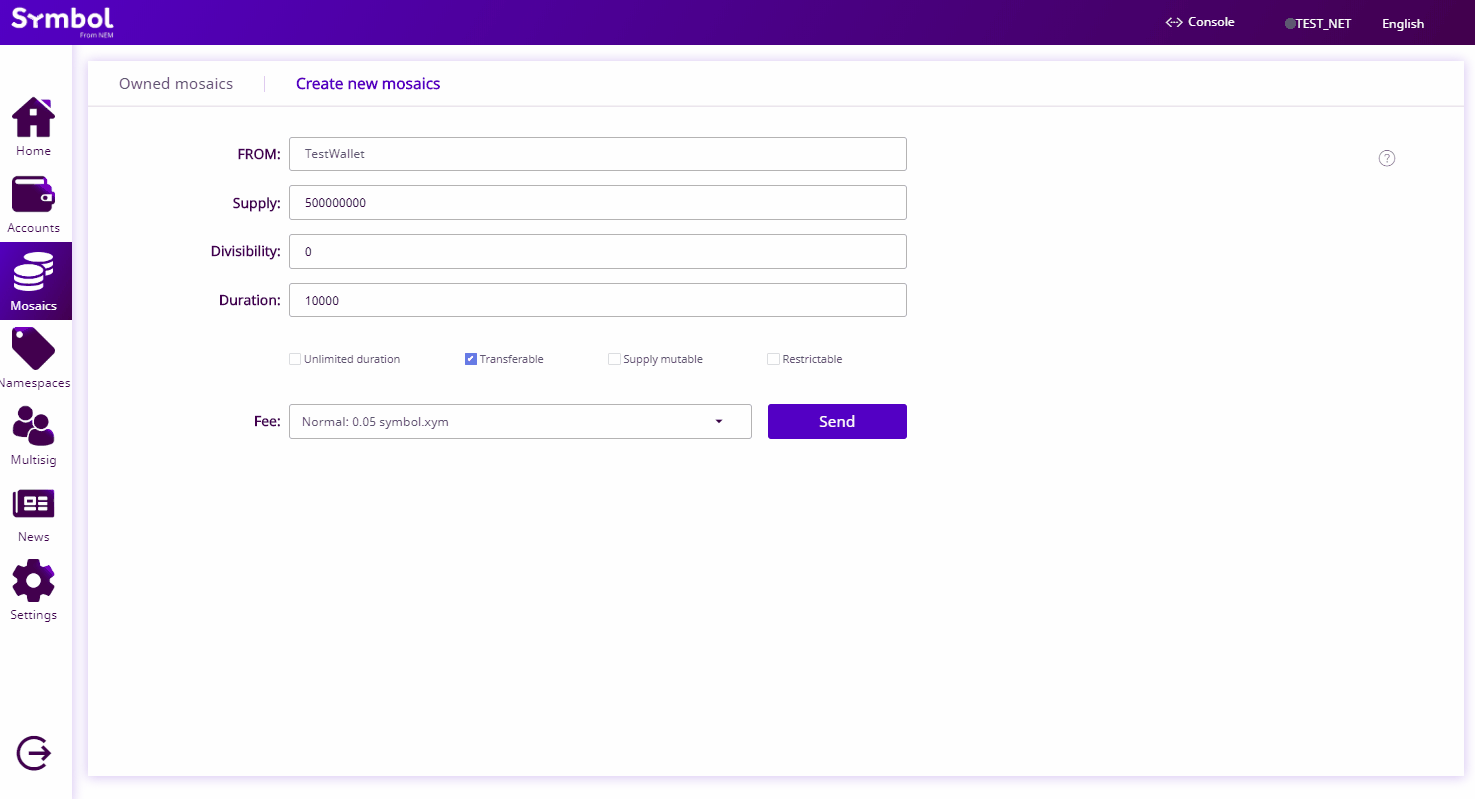 Symbol
From NEM
<-> Console
TEST_NET
English
Home
Accounts
Mosaics
Namespaces
Multisig
News
Settings
Owned mosaics
Create new mosaics
FROM: TestWallet
?
Supply: 500000000
Divisibility: 0
Duration: 10000
Unlimited duration
Transferable
Supply mutable
Restrictable
Fee: Normal: 0.05 symbol.xym
Send